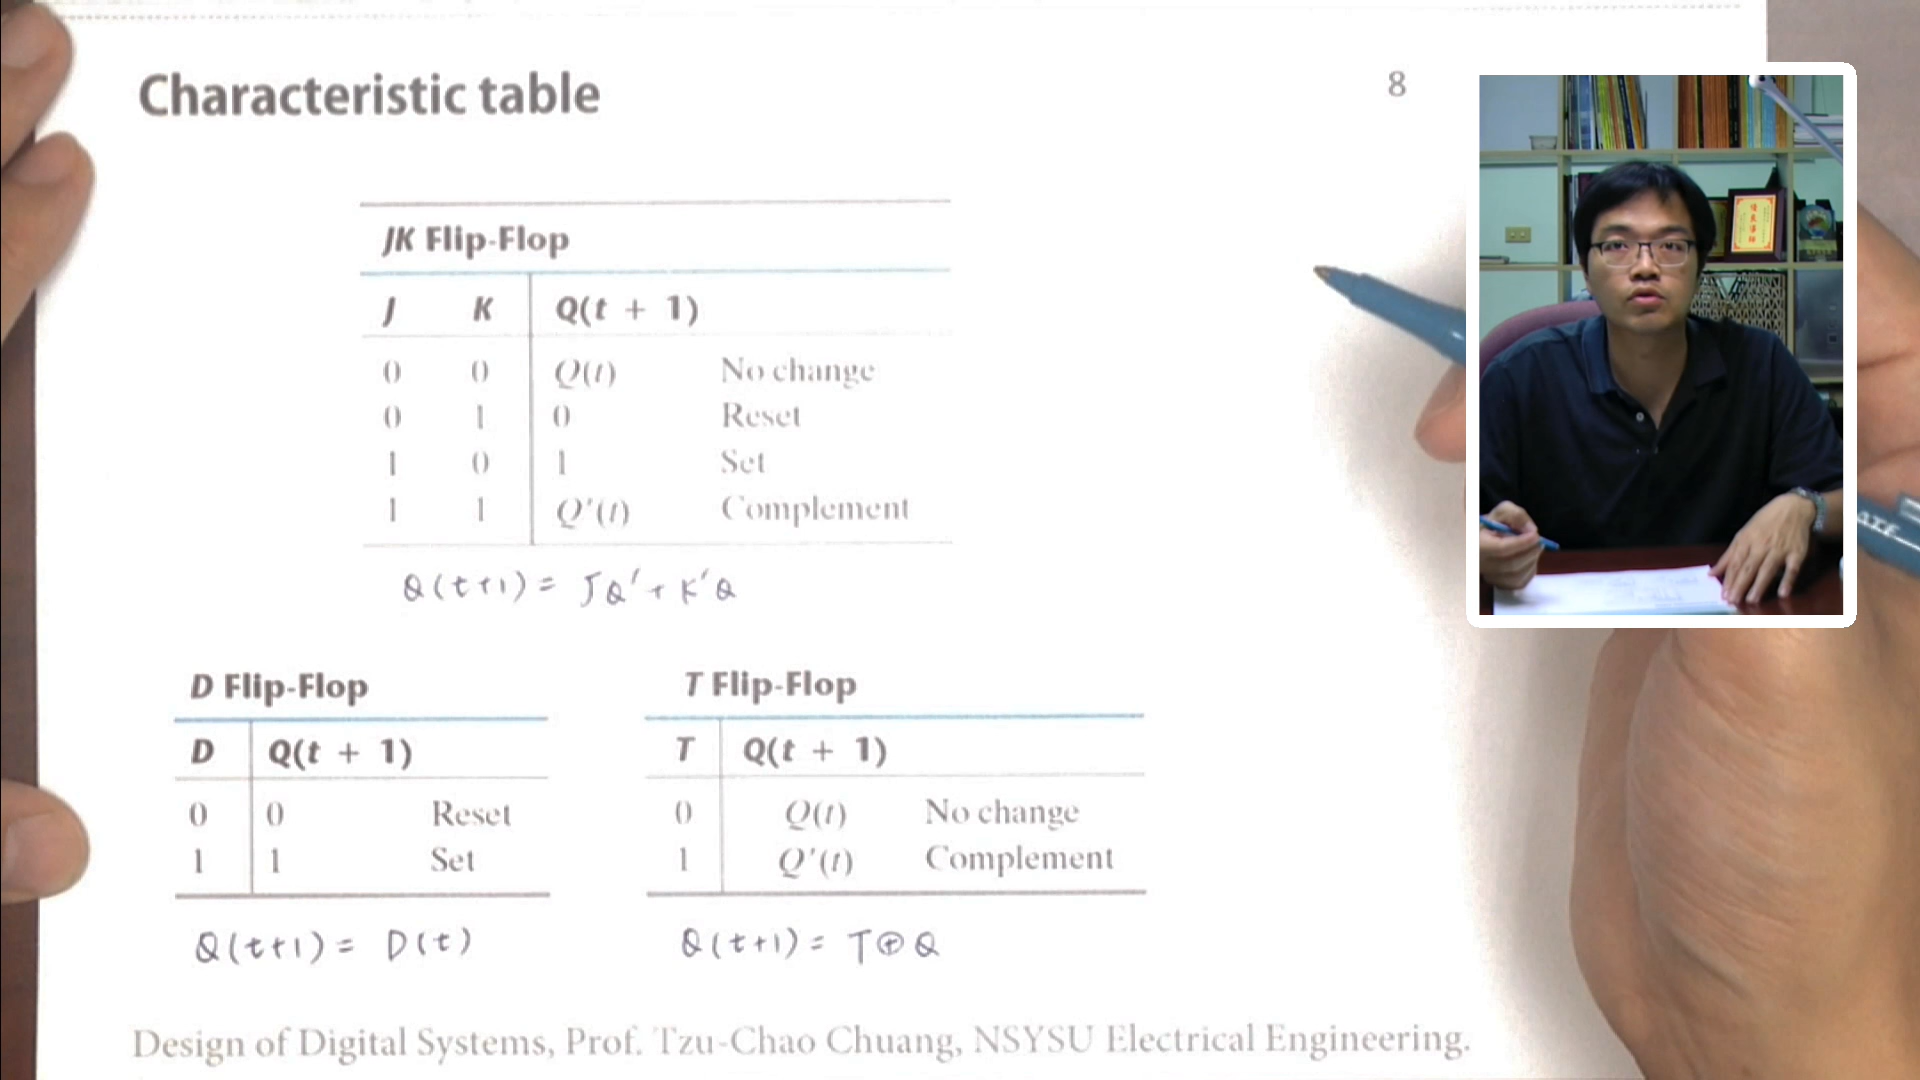 Characteristic table
8
JK Flip-Flop
J K Q(t + 1)
0 0 Q(t) No change
0 1 0 Reset
1 0 1 Set
1 1 Q′(t) Complement
Q(t+1) = JQ′ + K′Q
D Flip-Flop
D Q(t + 1)
0 0 Reset
1 1 Set
Q(t+1) = D(t)
T Flip-Flop
T Q(t + 1)
0 Q(t) No change
1 Q′(t) Complement
Q(t+1) = T⊕Q
Design of Digital Systems, Prof. Tzu-Chao Chuang, NSYSU Electrical Engineering.